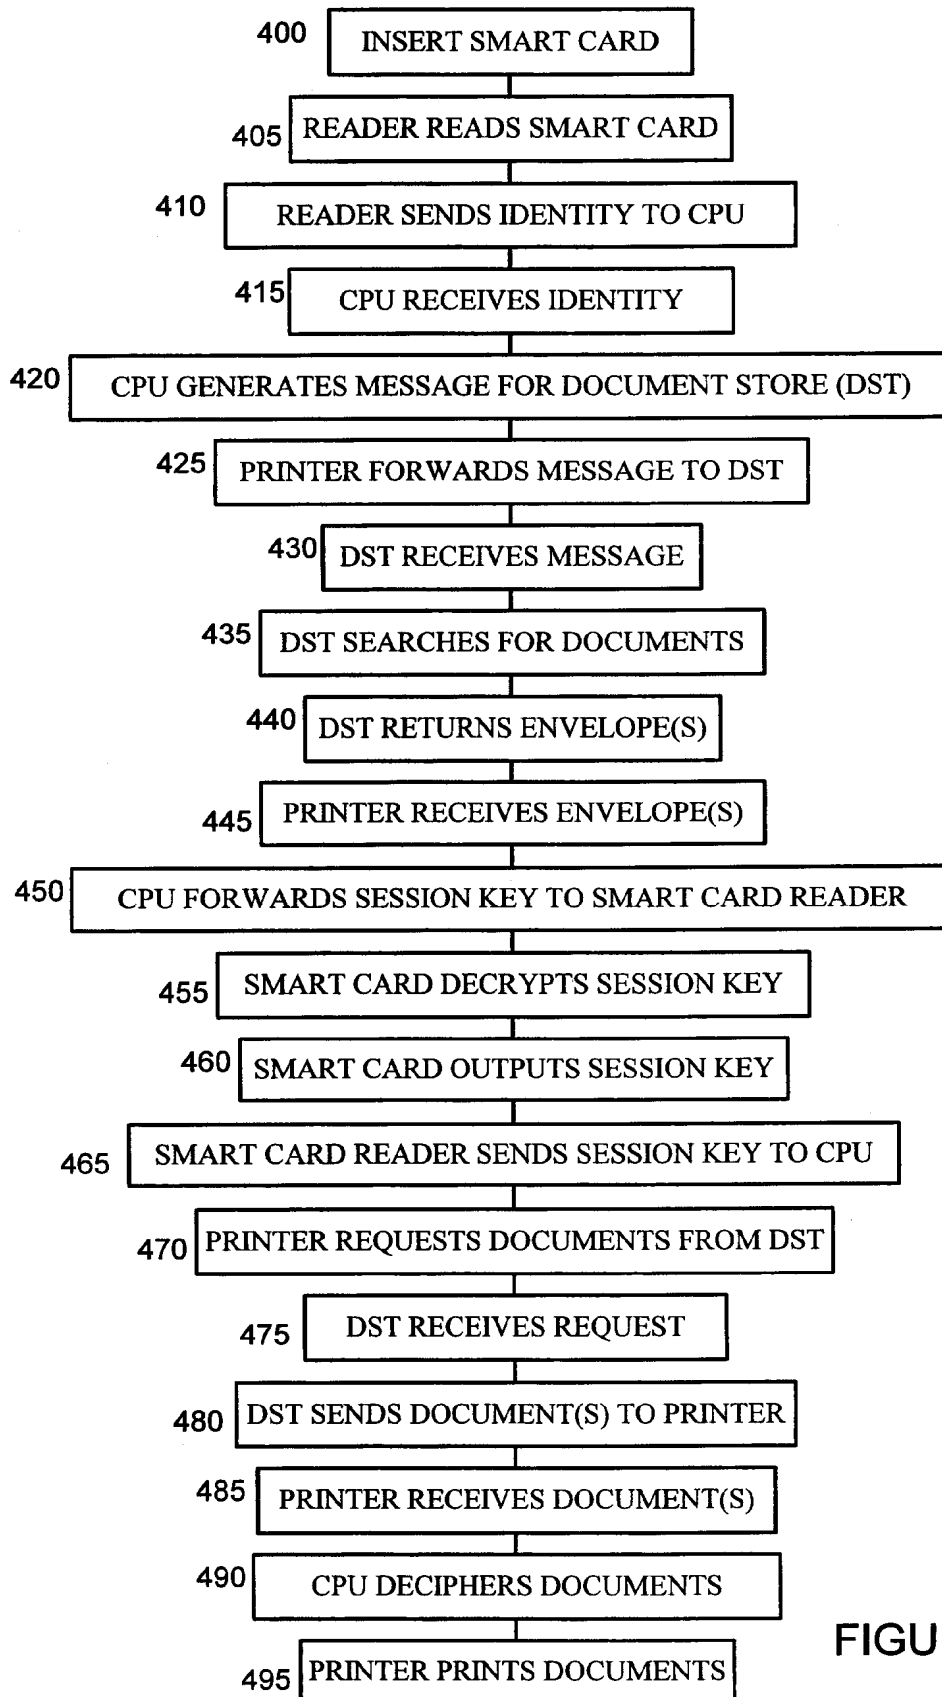 400 INSERT SMART CARD
405 READER READS SMART CARD
410 READER SENDS IDENTITY TO CPU
415 CPU RECEIVES IDENTITY
420 CPU GENERATES MESSAGE FOR DOCUMENT STORE (DST)
425 PRINTER FORWARDS MESSAGE TO DST
430 DST RECEIVES MESSAGE
435 DST SEARCHES FOR DOCUMENTS
440 DST RETURNS ENVELOPE(S)
445 PRINTER RECEIVES ENVELOPE(S)
450 CPU FORWARDS SESSION KEY TO SMART CARD READER
455 SMART CARD DECRYPTS SESSION KEY
460 SMART CARD OUTPUTS SESSION KEY
465 SMART CARD READER SENDS SESSION KEY TO CPU
470 PRINTER REQUESTS DOCUMENTS FROM DST
475 DST RECEIVES REQUEST
480 DST SENDS DOCUMENT(S) TO PRINTER
485 PRINTER RECEIVES DOCUMENT(S)
490 CPU DECIPHERS DOCUMENTS
495 PRINTER PRINTS DOCUMENTS
FIGU